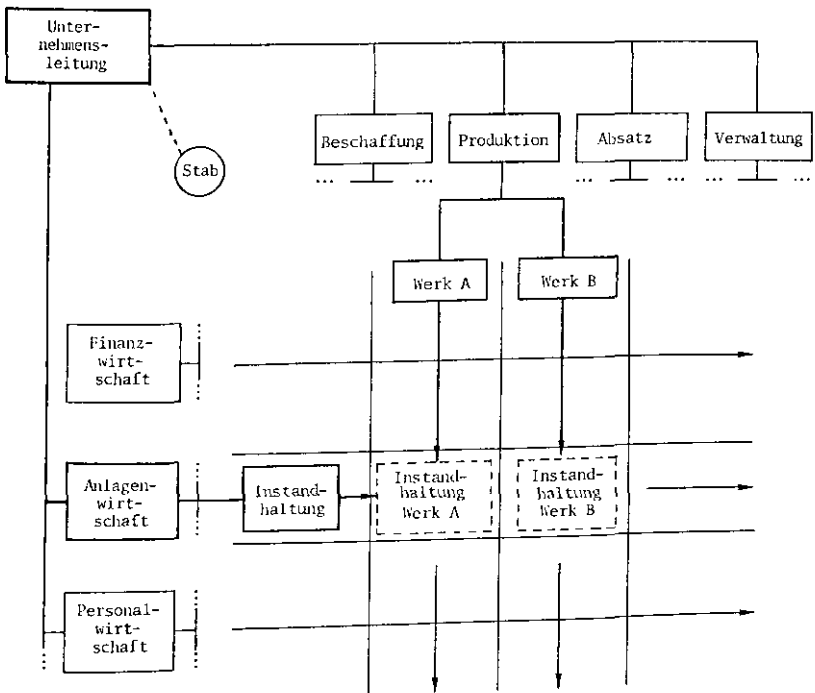 Unter-
nehmens-
leitung
Stab
Beschaffung
Produktion
Absatz
Verwaltung
... ... ... ... ... ...
Werk A
Werk B
Finanz-
wirt-
schaft
Anlagen-
wirt-
schaft
Instand-
haltung
Instand-
haltung
Werk A
Instand-
haltung
Werk B
Personal-
wirt-
schaft